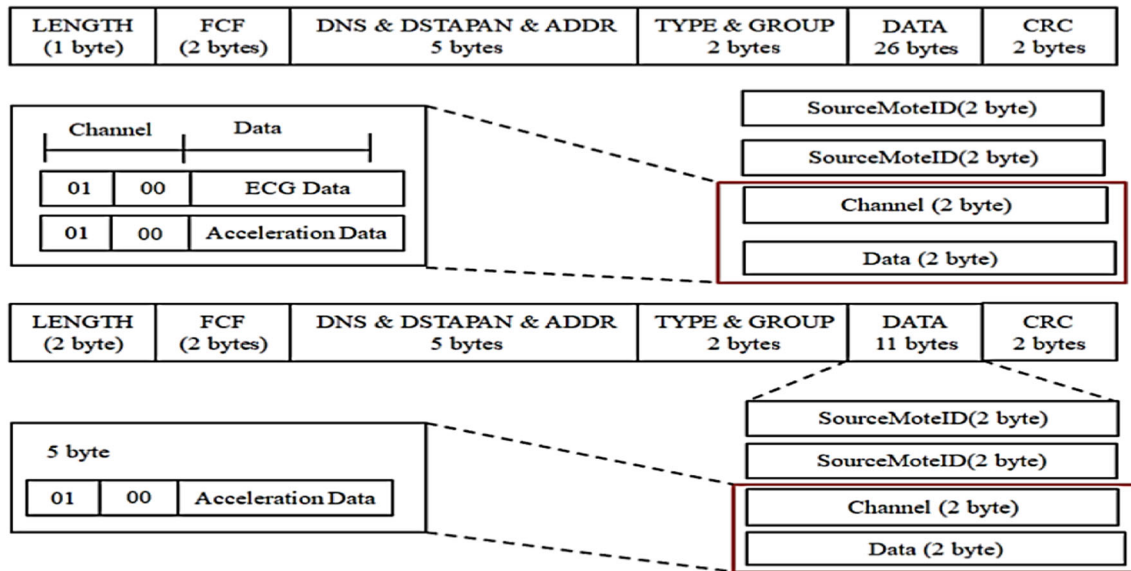 LENGTH FCF DNS & DSTAPAN & ADDR TYPE & GROUP DATA CRC
(1 byte) (2 bytes) 5 bytes 2 bytes 26 bytes 2 bytes
Channel Data
01 00 ECG Data
01 00 Acceleration Data
SourceMoteID(2 byte)
SourceMoteID(2 byte)
Channel (2 byte)
Data (2 byte)
LENGTH FCF DNS & DSTAPAN & ADDR TYPE & GROUP DATA CRC
(2 byte) (2 bytes) 5 bytes 2 bytes 11 bytes 2 bytes
5 byte
01 00 Acceleration Data
SourceMoteID(2 byte)
SourceMoteID(2 byte)
Channel (2 byte)
Data (2 byte)